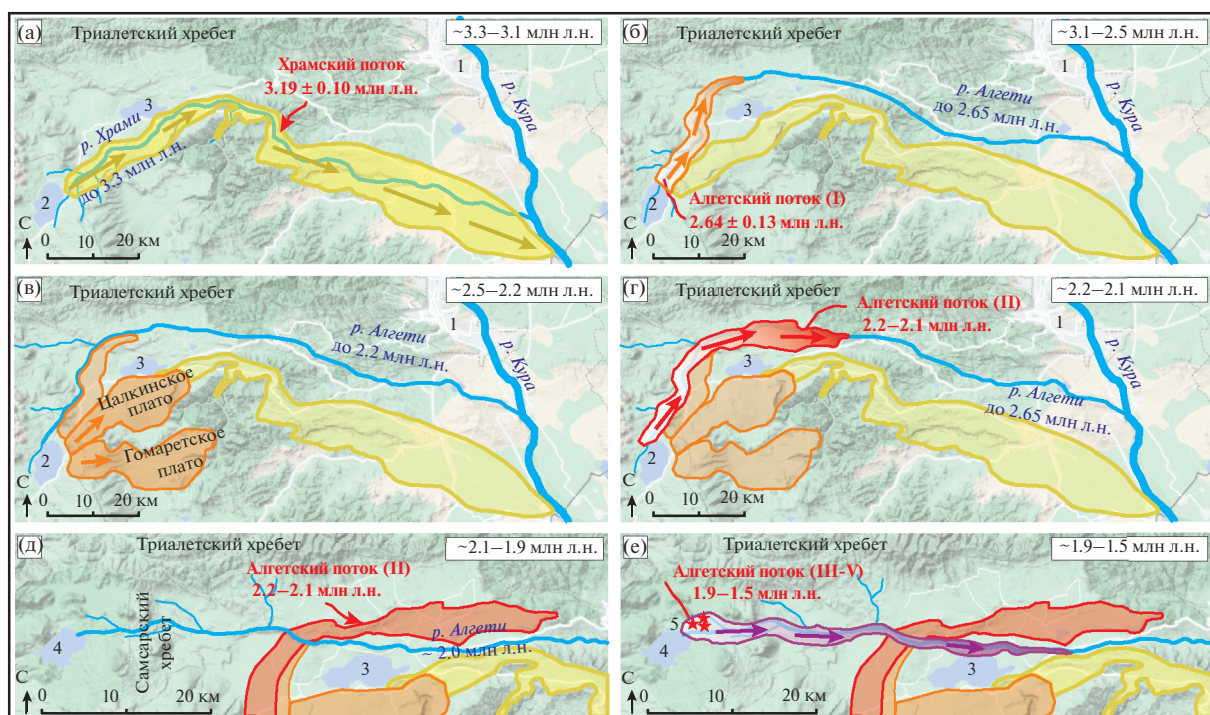 (а)
Триалетский хребет
~3.3–3.1 млн л.н.
Храмский поток
3.19 ± 0.10 млн л.н.
1
3
р. Храми
до 3.3 млн л.н.
р. Кура
2
С
0 10 20 км
(б)
Триалетский хребет
~3.1–2.5 млн л.н.
1
3
р. Алгети
до 2.65 млн л.н.
р. Кура
Алгетский поток (I)
2.64 ± 0.13 млн л.н.
2
С
0 10 20 км
(в)
Триалетский хребет
~2.5–2.2 млн л.н.
1
р. Алгети
до 2.2 млн л.н.
3
р. Кура
Цалкинское
плато
Гомаретское
плато
2
С
0 10 20 км
(г)
Триалетский хребет
~2.2–2.1 млн л.н.
Алгетский поток (II)
2.2–2.1 млн л.н.
1
3
р. Кура
р. Алгети
до 2.65 млн л.н.
2
С
0 10 20 км
(д)
Триалетский хребет
~2.1–1.9 млн л.н.
Алгетский поток (II)
2.2–2.1 млн л.н.
Самсарский
хребет
р. Алгети
~ 2.0 млн л.н.
4
3
С
0 10 20 км
(е)
Триалетский хребет
~1.9–1.5 млн л.н.
Алгетский поток (III-V)
1.9–1.5 млн л.н.
5
4
3
С
0 10 20 км